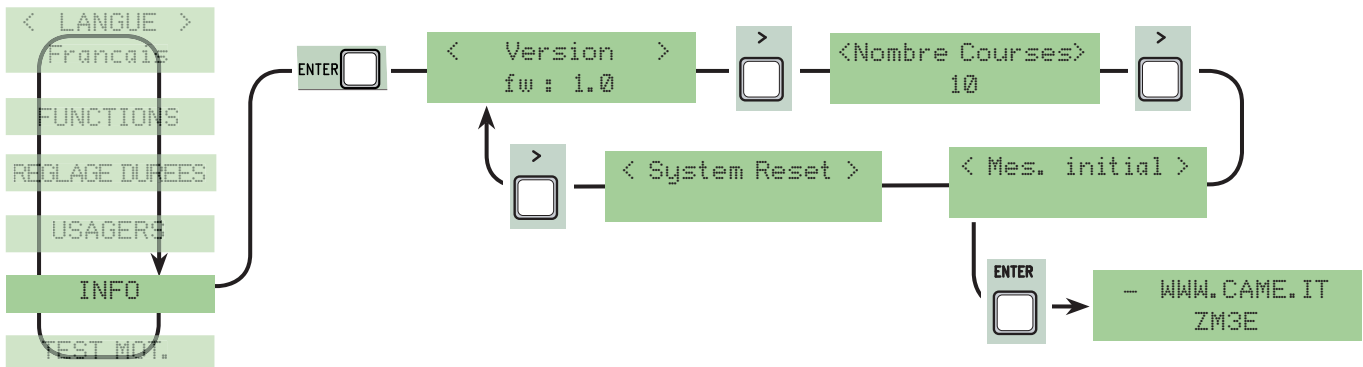 < LANGUE >
Francais
FUNCTIONS
REGLAGE DUREES
USAGERS
INFO
TEST MOT.
ENTER
< Version >
fw : 1.0
>
<Nombre Courses>
10
>
< Mes. initial >
< System Reset >
>
ENTER
– WWW.CAME.IT
ZM3E